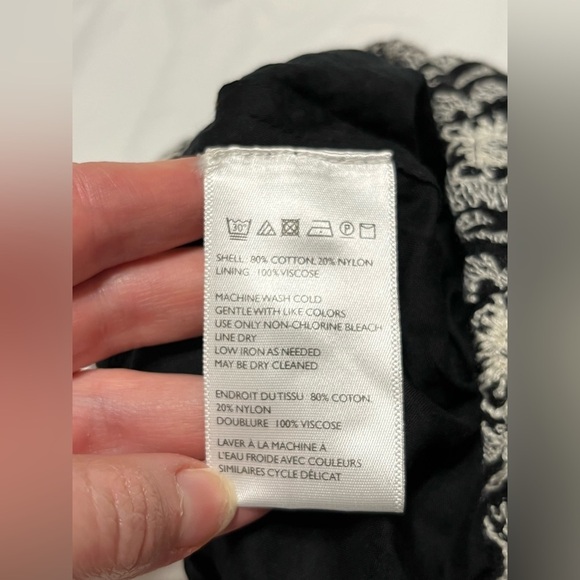 30°
P
SHELL 80% COTTON, 20% NYLON
LINING 100% VISCOSE
MACHINE WASH COLD
GENTLE WITH LIKE COLORS
USE ONLY NON-CHLORINE BLEACH
LINE DRY
LOW IRON AS NEEDED
MAY BE DRY CLEANED
ENDROIT DU TISSU 80% COTON,
20% NYLON
DOUBLURE 100% VISCOSE
LAVER À LA MACHINE À
L'EAU FROIDE AVEC COULEURS
SIMILAIRES CYCLE DÉLICAT